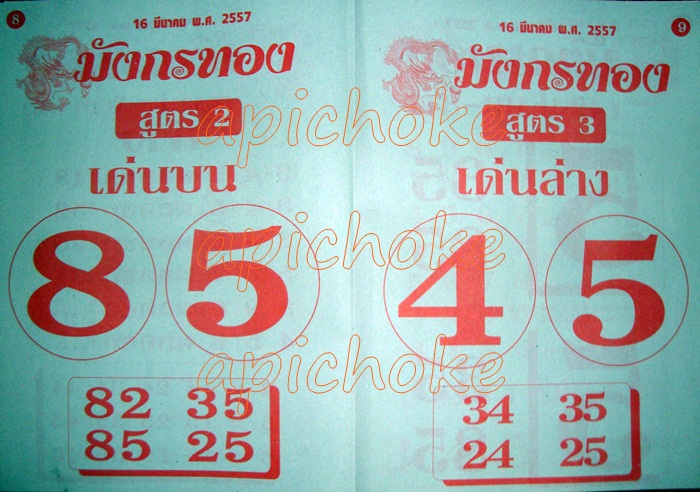 8
16 มีนาคม พ.ศ. 2557
มังกรทอง
สูตร 2
เด่นบน
8 5
82 35
85 25
9
16 มีนาคม พ.ศ. 2557
มังกรทอง
สูตร 3
เด่นล่าง
4 5
34 35
24 25
apichoke
apichoke
apichoke